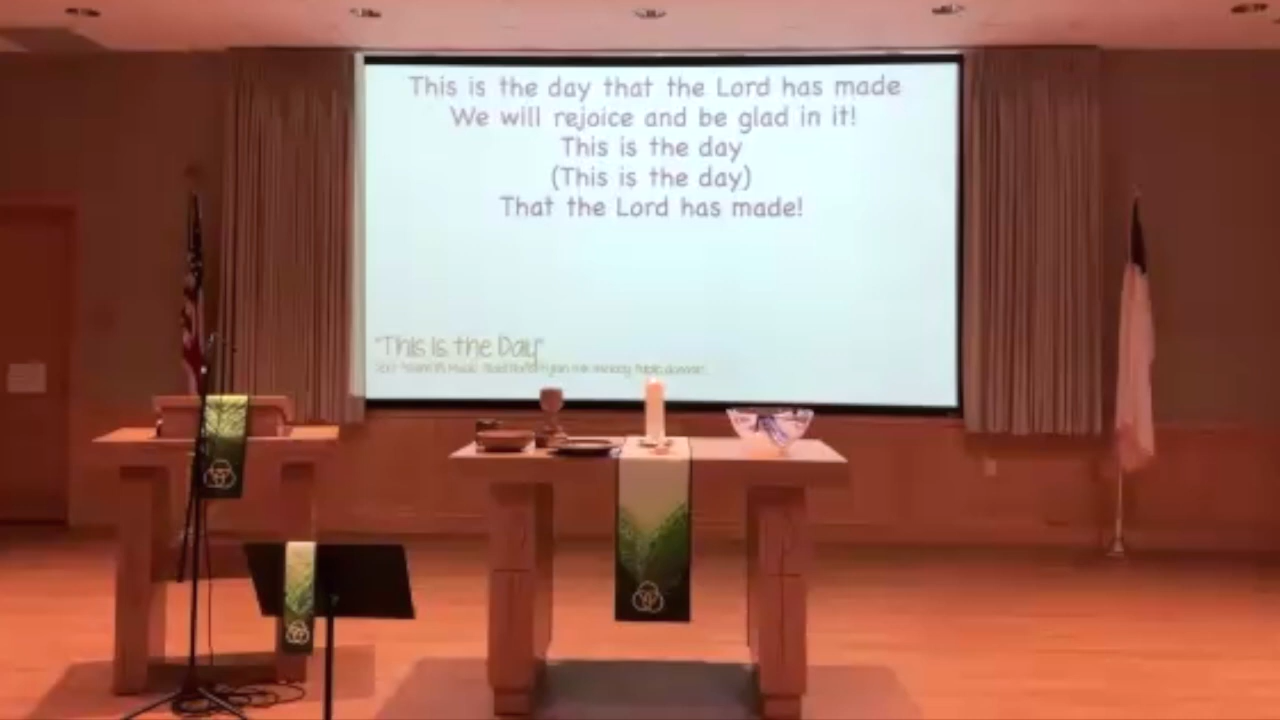 This is the day that the Lord has made
We will rejoice and be glad in it!
This is the day
(This is the day)
That the Lord has made!
"This is the Day"